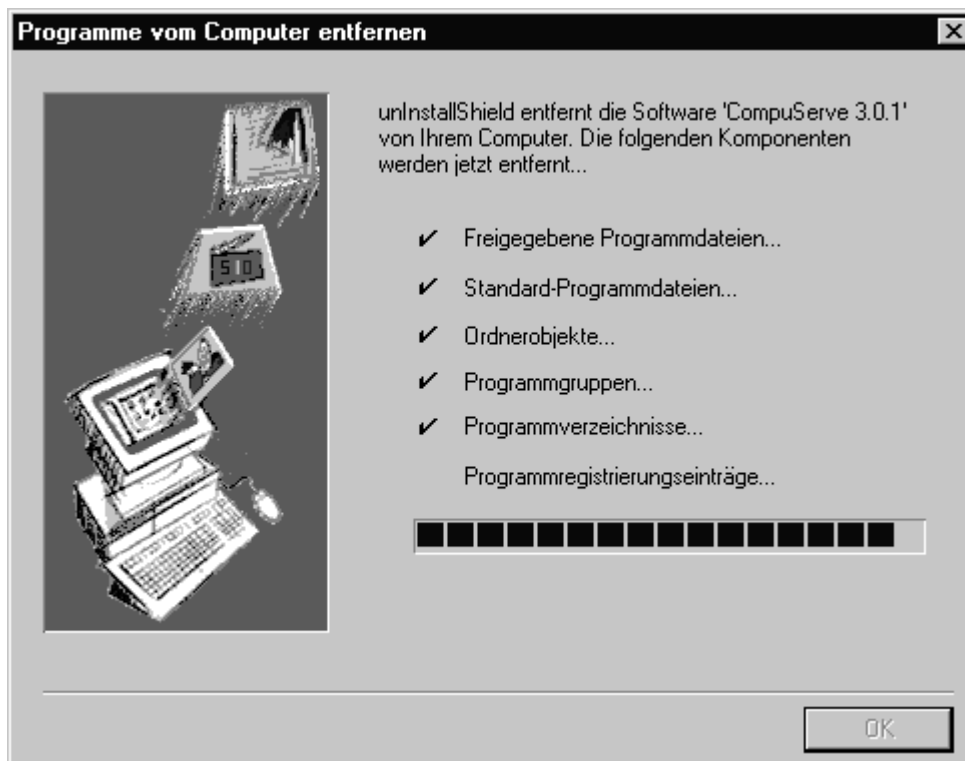 Programme vom Computer entfernen
unInstallShield entfernt die Software 'CompuServe 3.0.1'
von Ihrem Computer. Die folgenden Komponenten
werden jetzt entfernt...
✔ Freigegebene Programmdateien...
✔ Standard-Programmdateien...
✔ Ordnerobjekte...
✔ Programmgruppen...
✔ Programmverzeichnisse...
Programmregistrierungseinträge...
OK